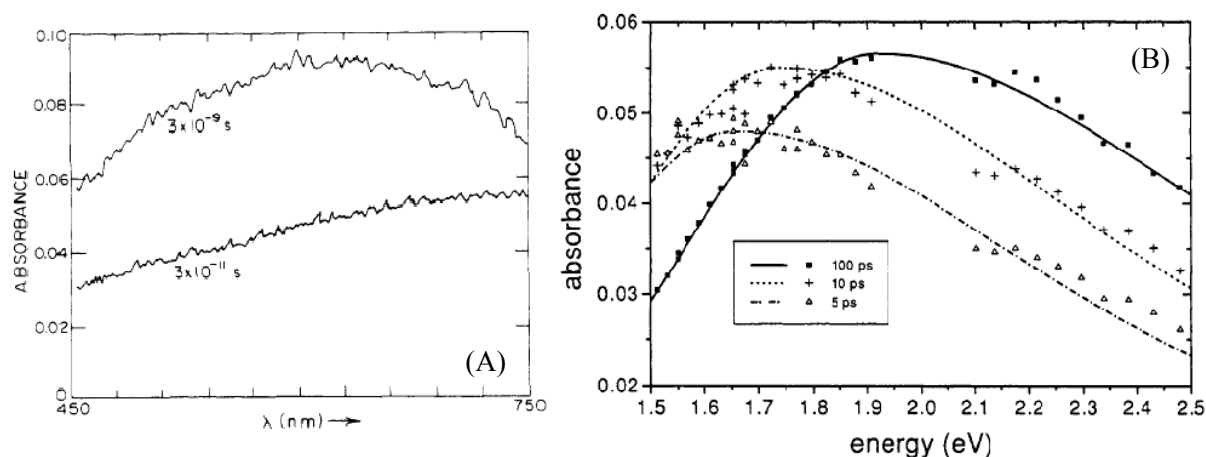 0.10
0.08
0.06
0.04
0.02
0
ABSORBANCE
3x10⁻⁹ s
3x10⁻¹¹ s
(A)
450
750
λ (nm) →
0.06
0.05
0.04
0.03
0.02
absorbance
(B)
100 ps
10 ps
5 ps
1.5 1.6 1.7 1.8 1.9 2.0 2.1 2.2 2.3 2.4 2.5
energy (eV)